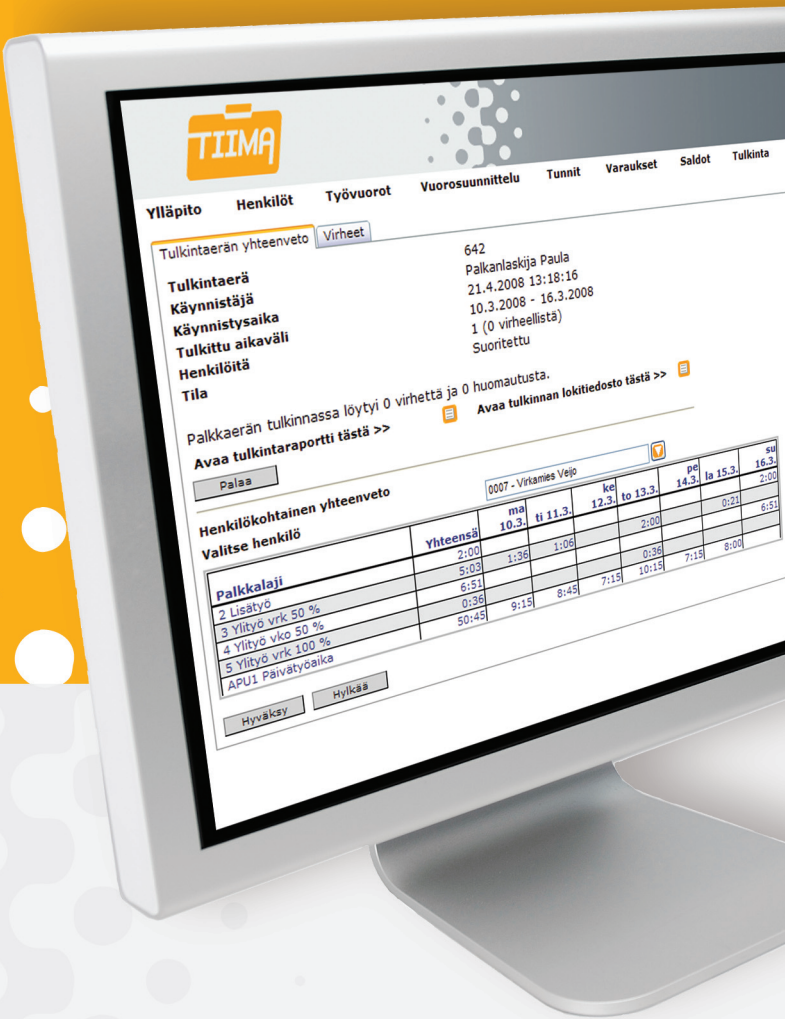 TIIMA
Ylläpito Henkilöt Työvuorot Vuorosuunnittelu Tunnit Varaukset Saldot Tulkinta
Tulkintaerän yhteenveto Virheet
Tulkintaerä 642
Käynnistäjä Palkanlaskija Paula
Käynnistysaika 21.4.2008 13:18:16
Tulkittu aikaväli 10.3.2008 - 16.3.2008
Henkilöitä 1 (0 virheellistä)
Tila Suoritettu
Palkkaerän tulkinnassa löytyi 0 virhettä ja 0 huomautusta.
Avaa tulkintaraportti tästä >> Avaa tulkinnan lokitiedosto tästä >>
Palaa
Henkilökohtainen yhteenveto
Valitse henkilö 0007 - Virkamies Veijo
Palkkalaji Yhteensä ma 10.3. ti 11.3. ke 12.3. to 13.3. pe 14.3. la 15.3. su 16.3.
2 Lisätyö 2:00 2:00
3 Ylityö vrk 50 % 5:03 1:36 1:06 2:00 0:21
4 Ylityö vko 50 % 6:51 6:51
5 Ylityö vrk 100 % 0:36 0:36
APU1 Päivätyöaika 50:45 9:15 8:45 7:15 10:15 7:15 8:00
Hyväksy Hylkää